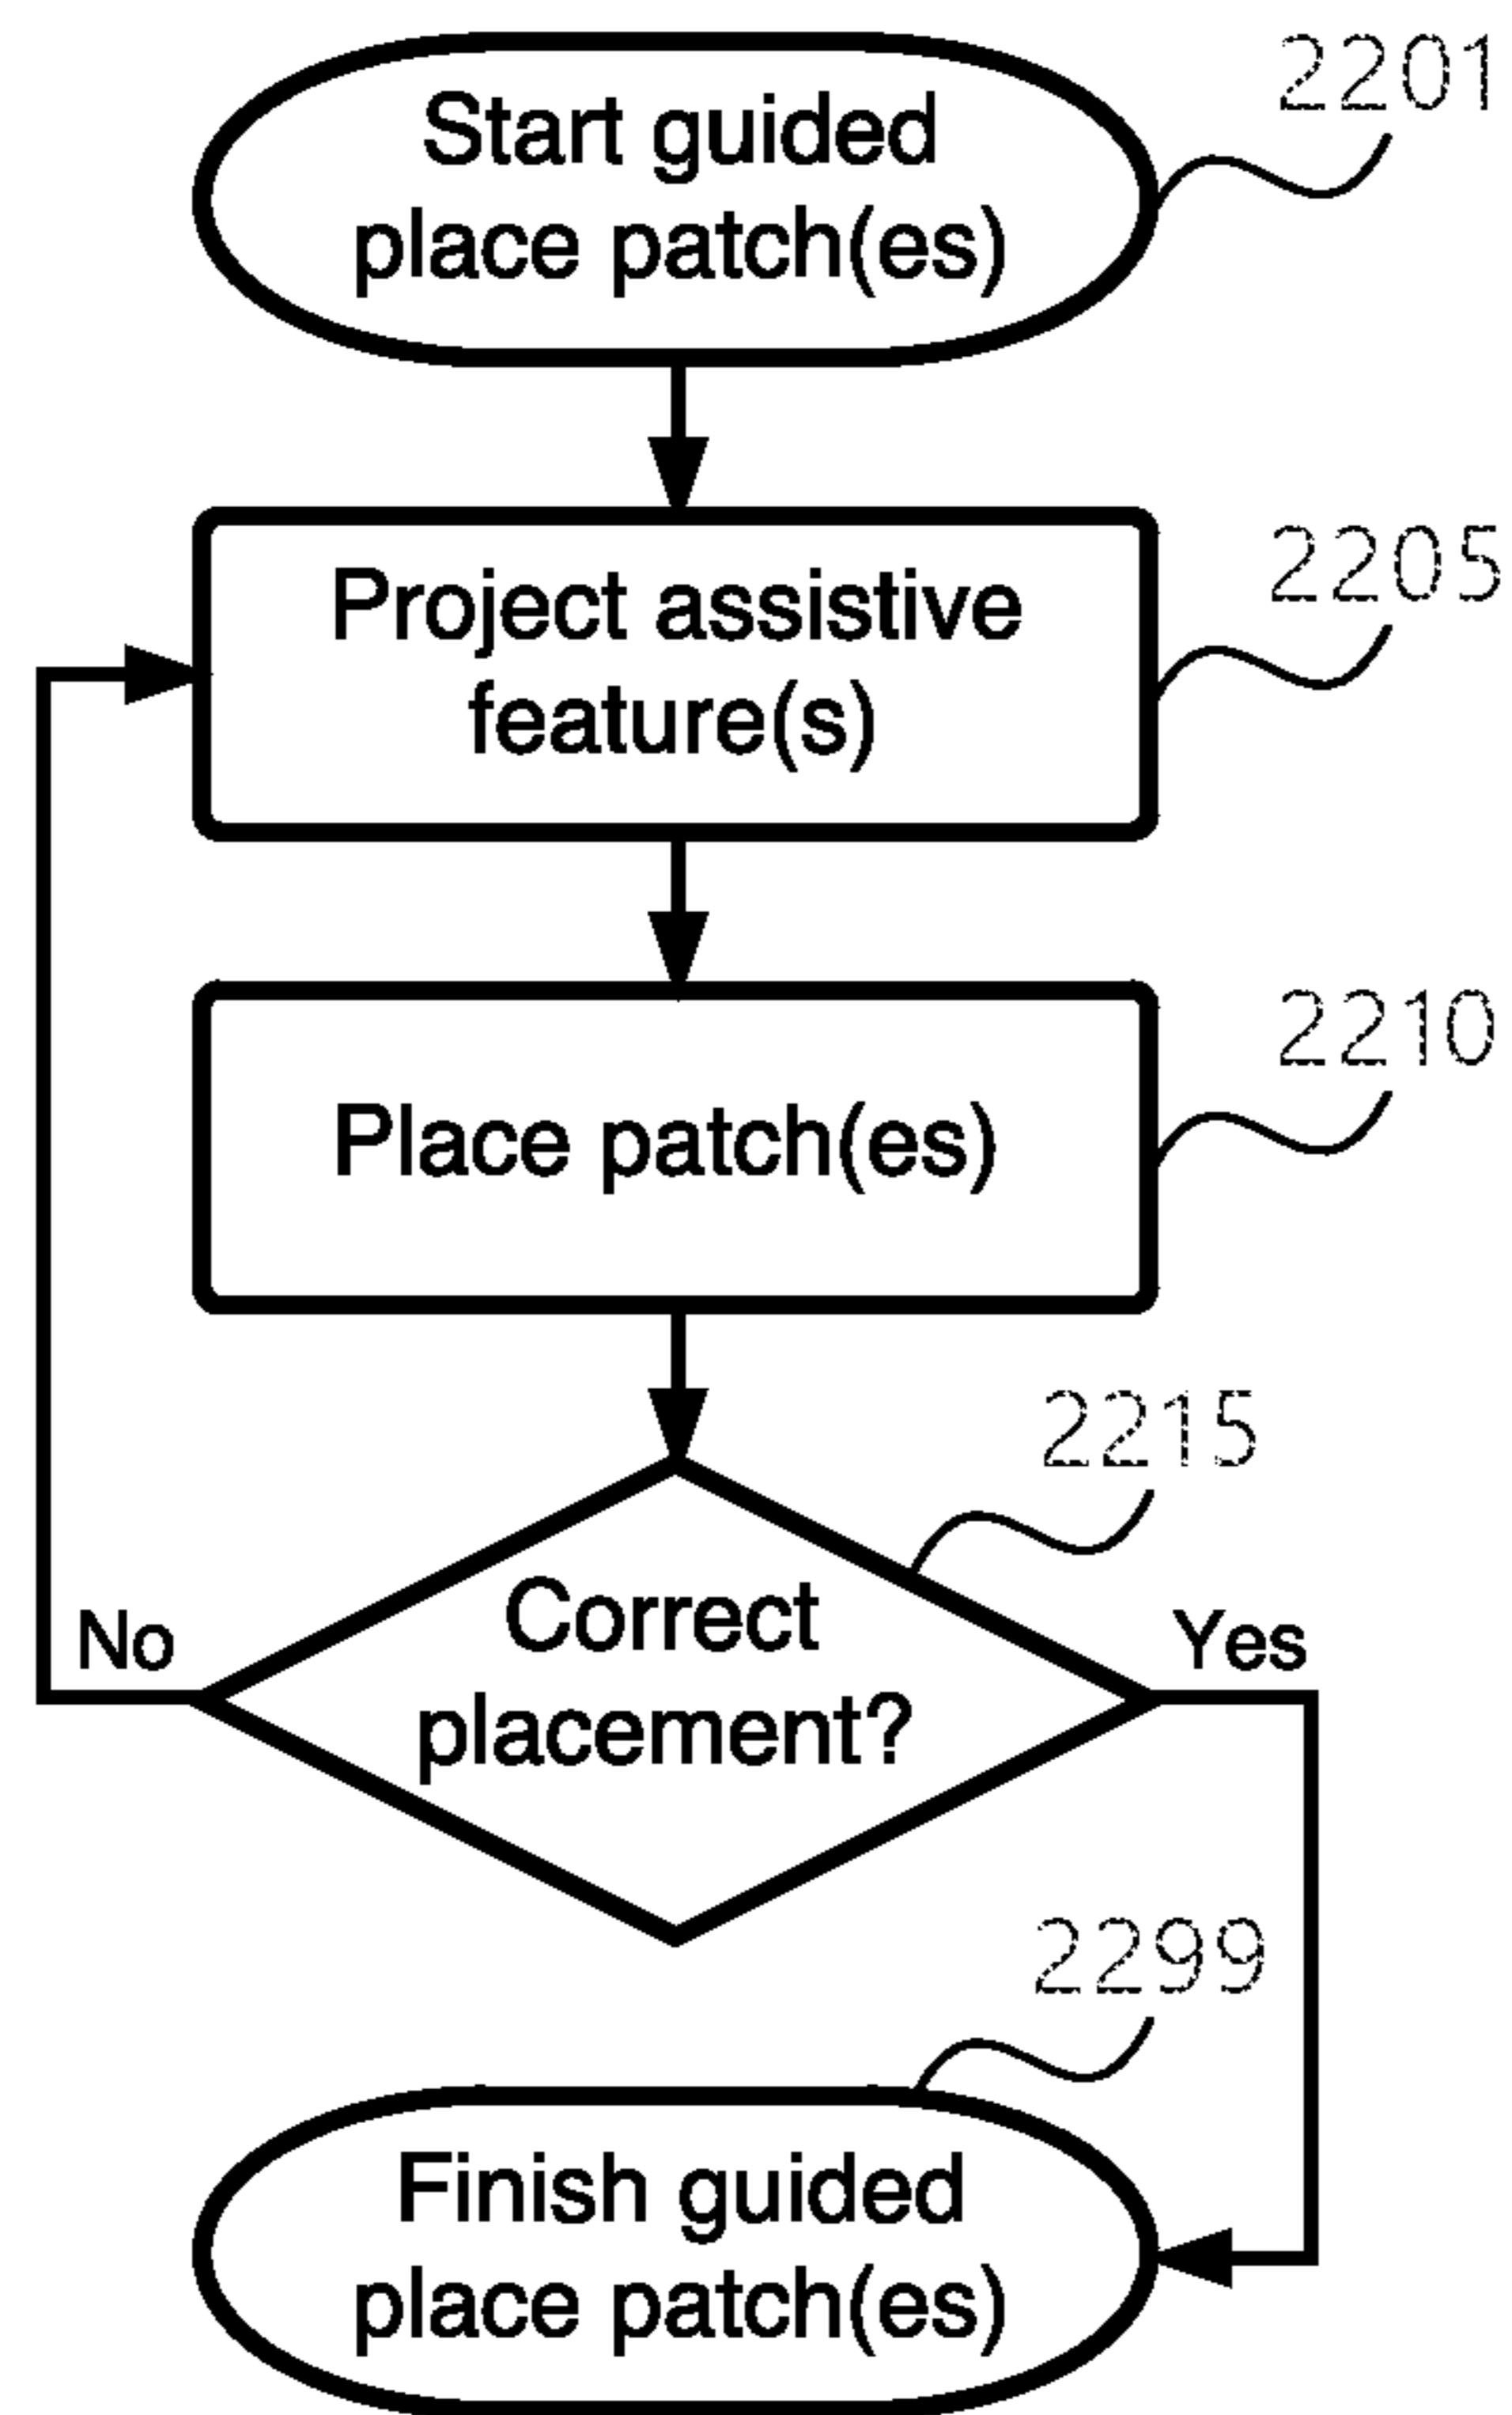 2201
Start guided
place patch(es)
2205
Project assistive
feature(s)
2210
Place patch(es)
2215
Correct
placement?
No
Yes
2299
Finish guided
place patch(es)